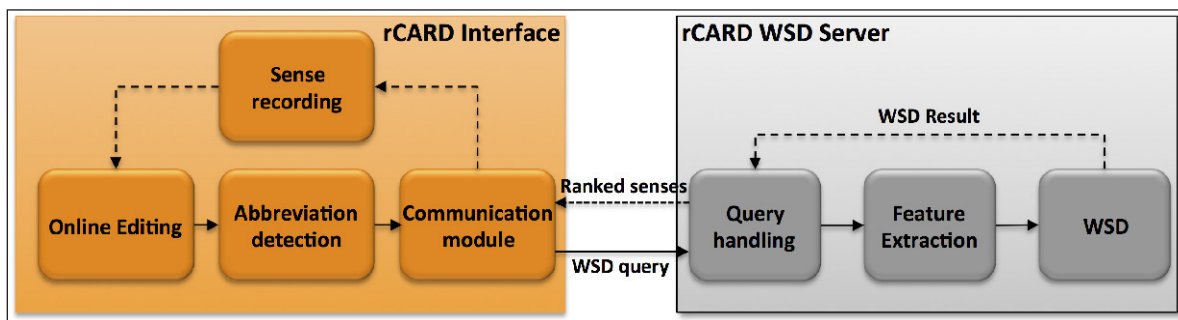 rCARD Interface
Sense
recording
Online Editing
Abbreviation
detection
Communication
module
rCARD WSD Server
WSD Result
Ranked senses
WSD query
Query
handling
Feature
Extraction
WSD